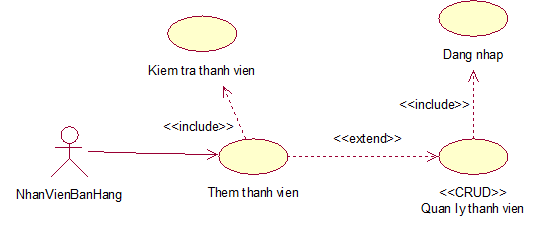 Dang nhap
Kiem tra thanh vien
<<include>>
<<include>>
<<extend>>
NhanVienBanHang
Them thanh vien
<<CRUD>>
Quan ly thanh vien